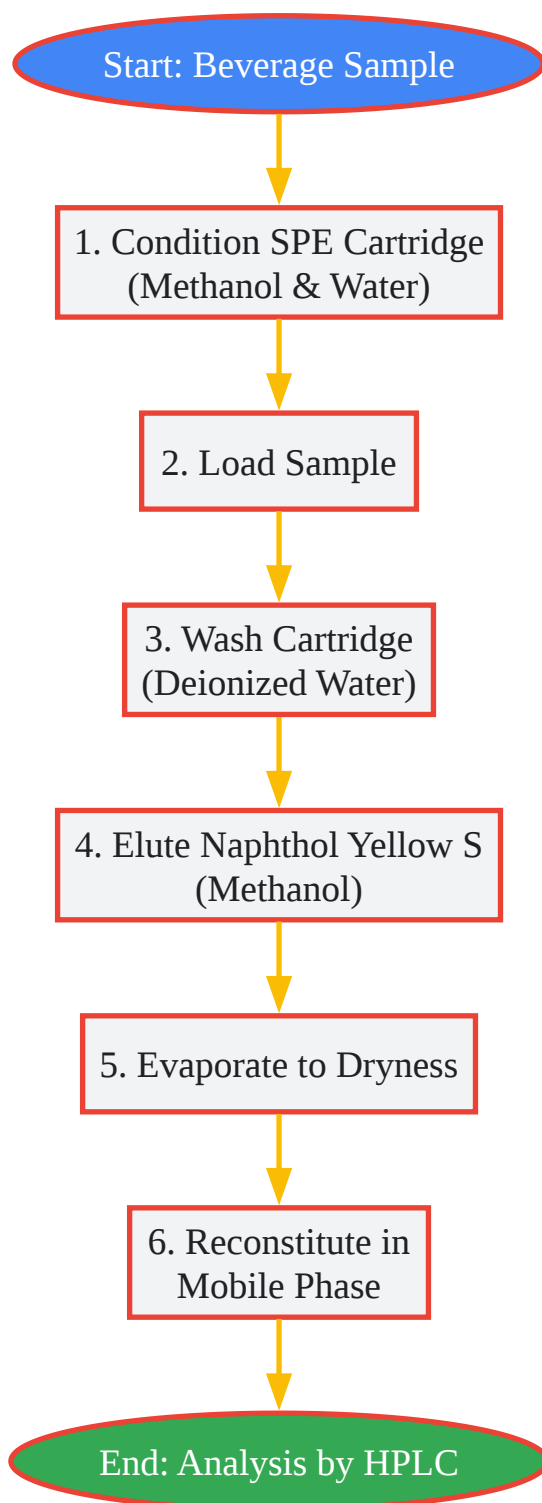 Start: Beverage Sample
1. Condition SPE Cartridge
(Methanol & Water)
2. Load Sample
3. Wash Cartridge
(Deionized Water)
4. Elute Naphthol Yellow S
(Methanol)
5. Evaporate to Dryness
6. Reconstitute in
Mobile Phase
End: Analysis by HPLC